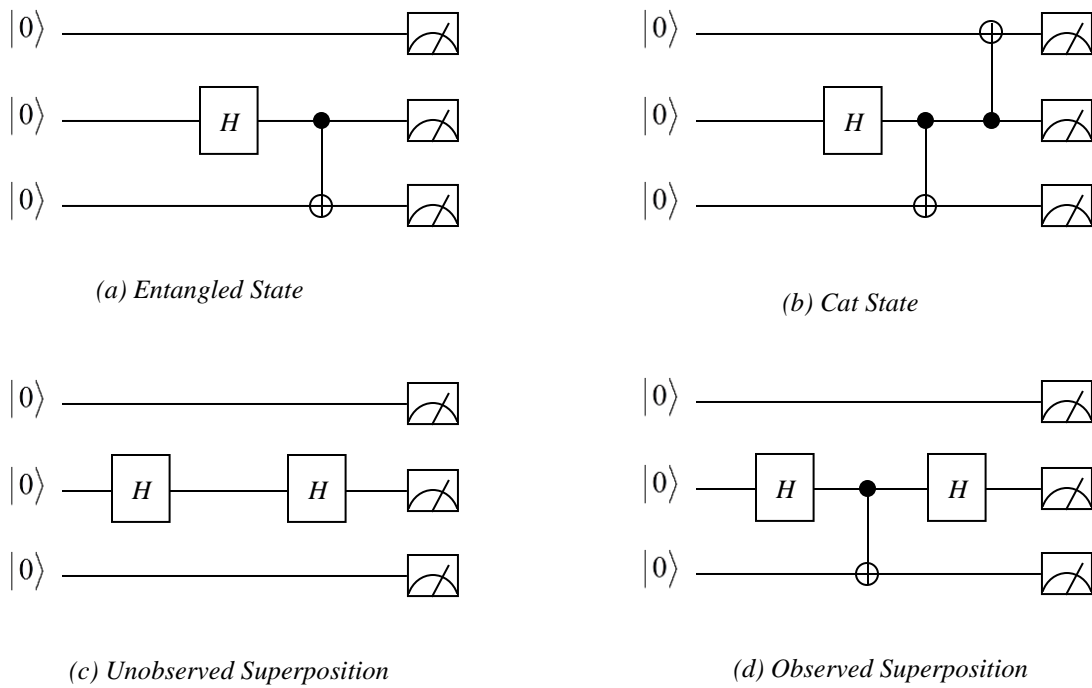 |0⟩
|0⟩
H
|0⟩
(a) Entangled State
|0⟩
|0⟩
H
|0⟩
(b) Cat State
|0⟩
|0⟩
H
H
|0⟩
(c) Unobserved Superposition
|0⟩
|0⟩
H
H
|0⟩
(d) Observed Superposition